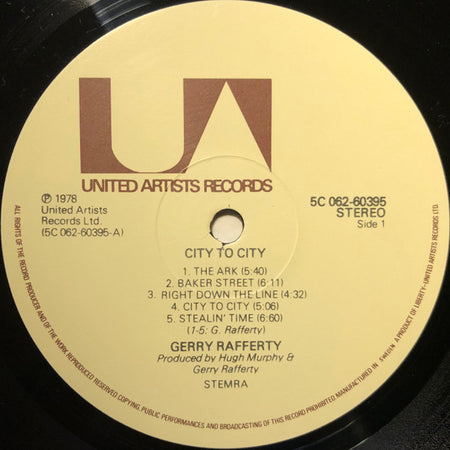 UA
UNITED ARTISTS RECORDS
℗ 1978
United Artists
Records Ltd.
(5C 062-60395-A)
5C 062-60395
STEREO
Side 1
CITY TO CITY
1. THE ARK (5:40)
2. BAKER STREET (6:11)
3. RIGHT DOWN THE LINE (4:32)
4. CITY TO CITY (5:06)
5. STEALIN' TIME (6:60)
(1-5: G. Rafferty)
GERRY RAFFERTY
Produced by Hugh Murphy &
Gerry Rafferty
STEMRA
ALL RIGHTS OF THE RECORD PRODUCER AND OF THE WORK REPRODUCED RESERVED. COPYING, PUBLIC PERFORMANCES AND BROADCASTING OF THIS RECORD PROHIBITED. MANUFACTURED IN SWEDEN A PRODUCT OF LIBERTY-UNITED ARTISTS RECORDS LTD.